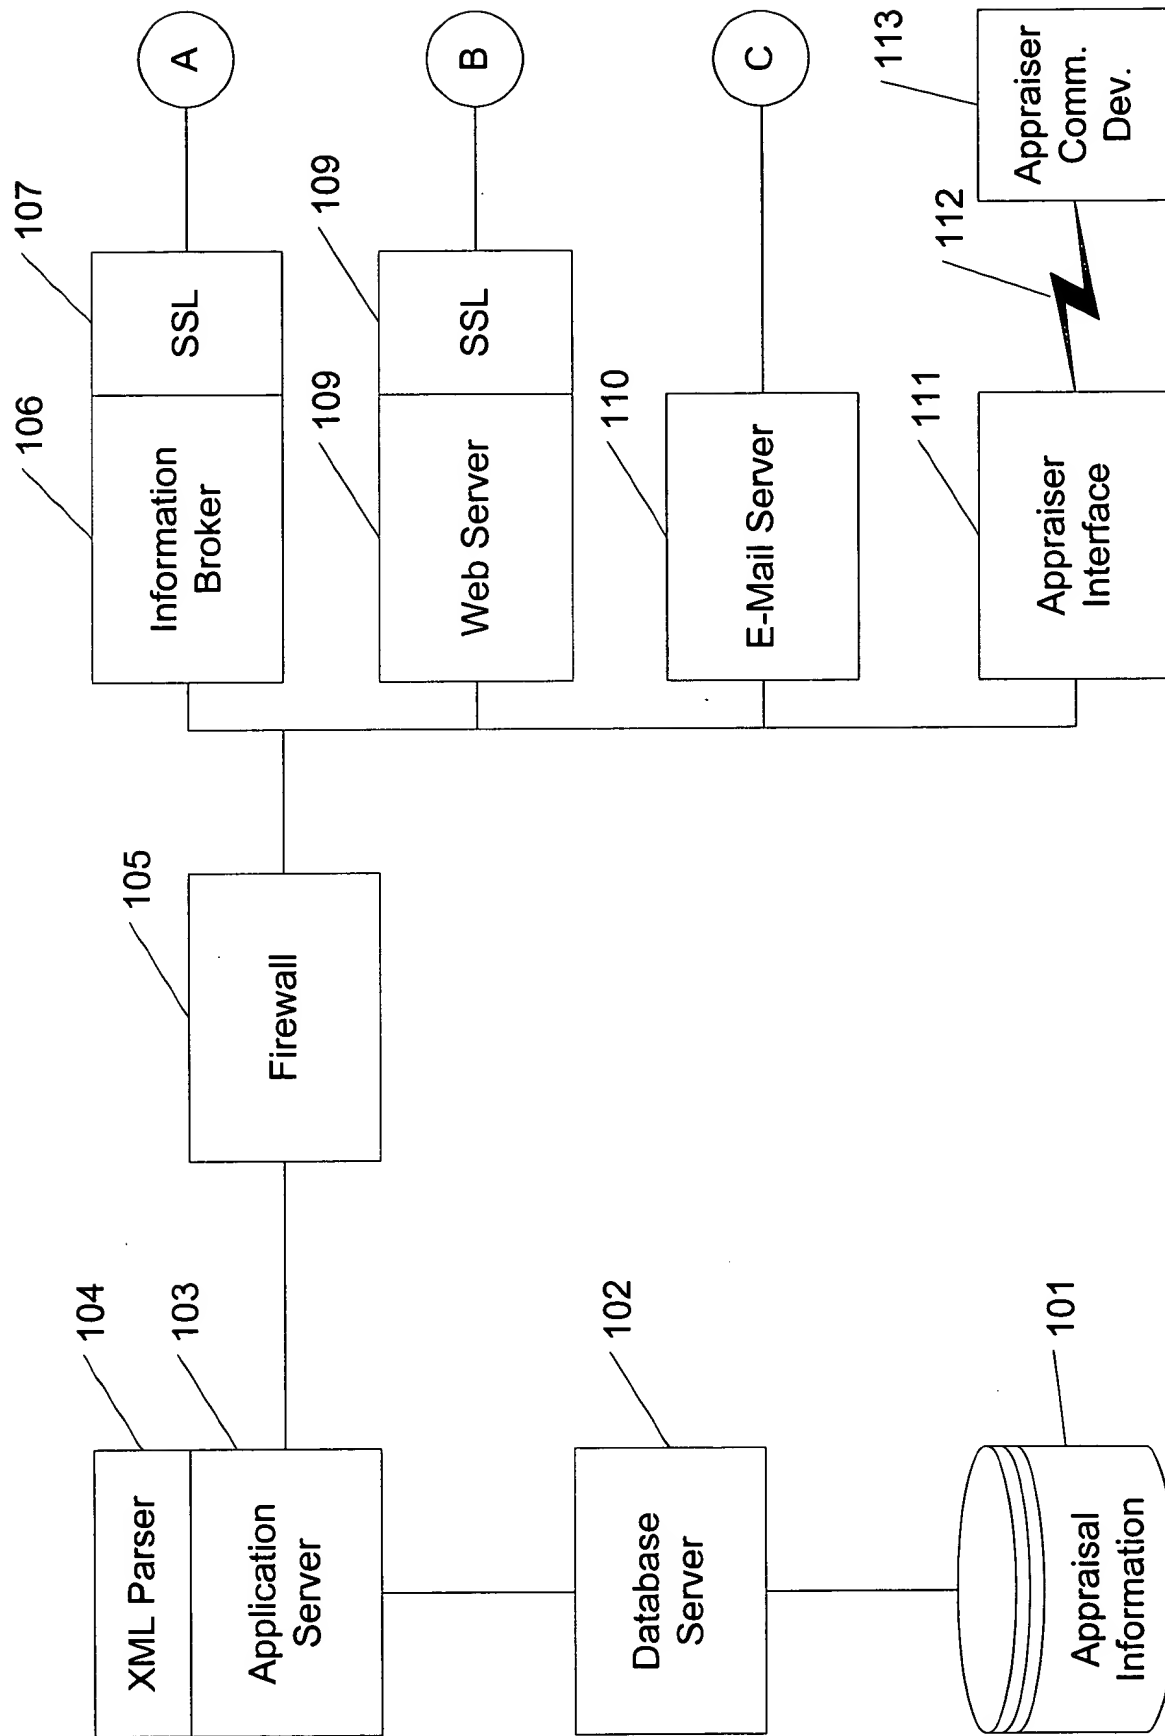 104
XML Parser
103
Application
Server
102
Database
Server
101
Appraisal
Information
105
Firewall
106
107
Information
Broker
SSL
A
109
109
Web Server
SSL
B
110
E-Mail Server
C
111
Appraiser
Interface
112
113
Appraiser
Comm.
Dev.